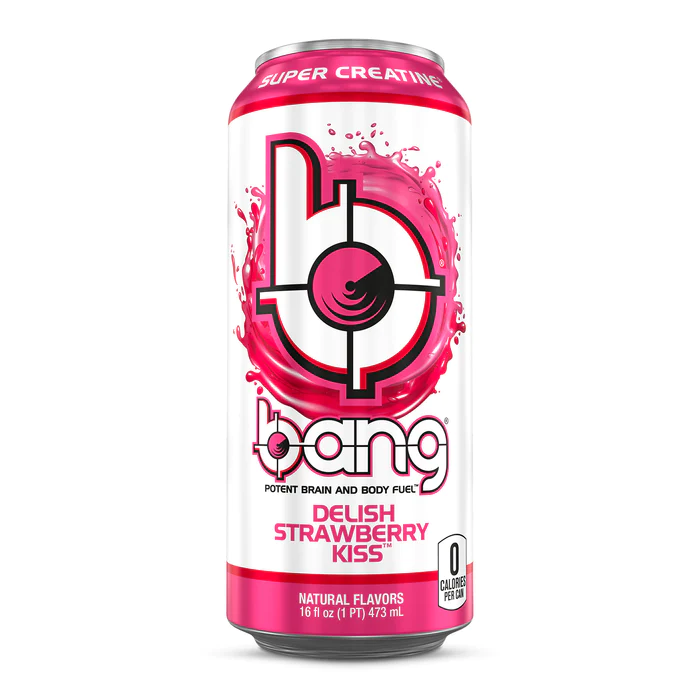 SUPER CREATINE®
b®
bang®
POTENT BRAIN AND BODY FUEL™
DELISH
STRAWBERRY
KISS™
0
CALORIES
PER CAN
NATURAL FLAVORS
16 fl oz (1 PT) 473 mL